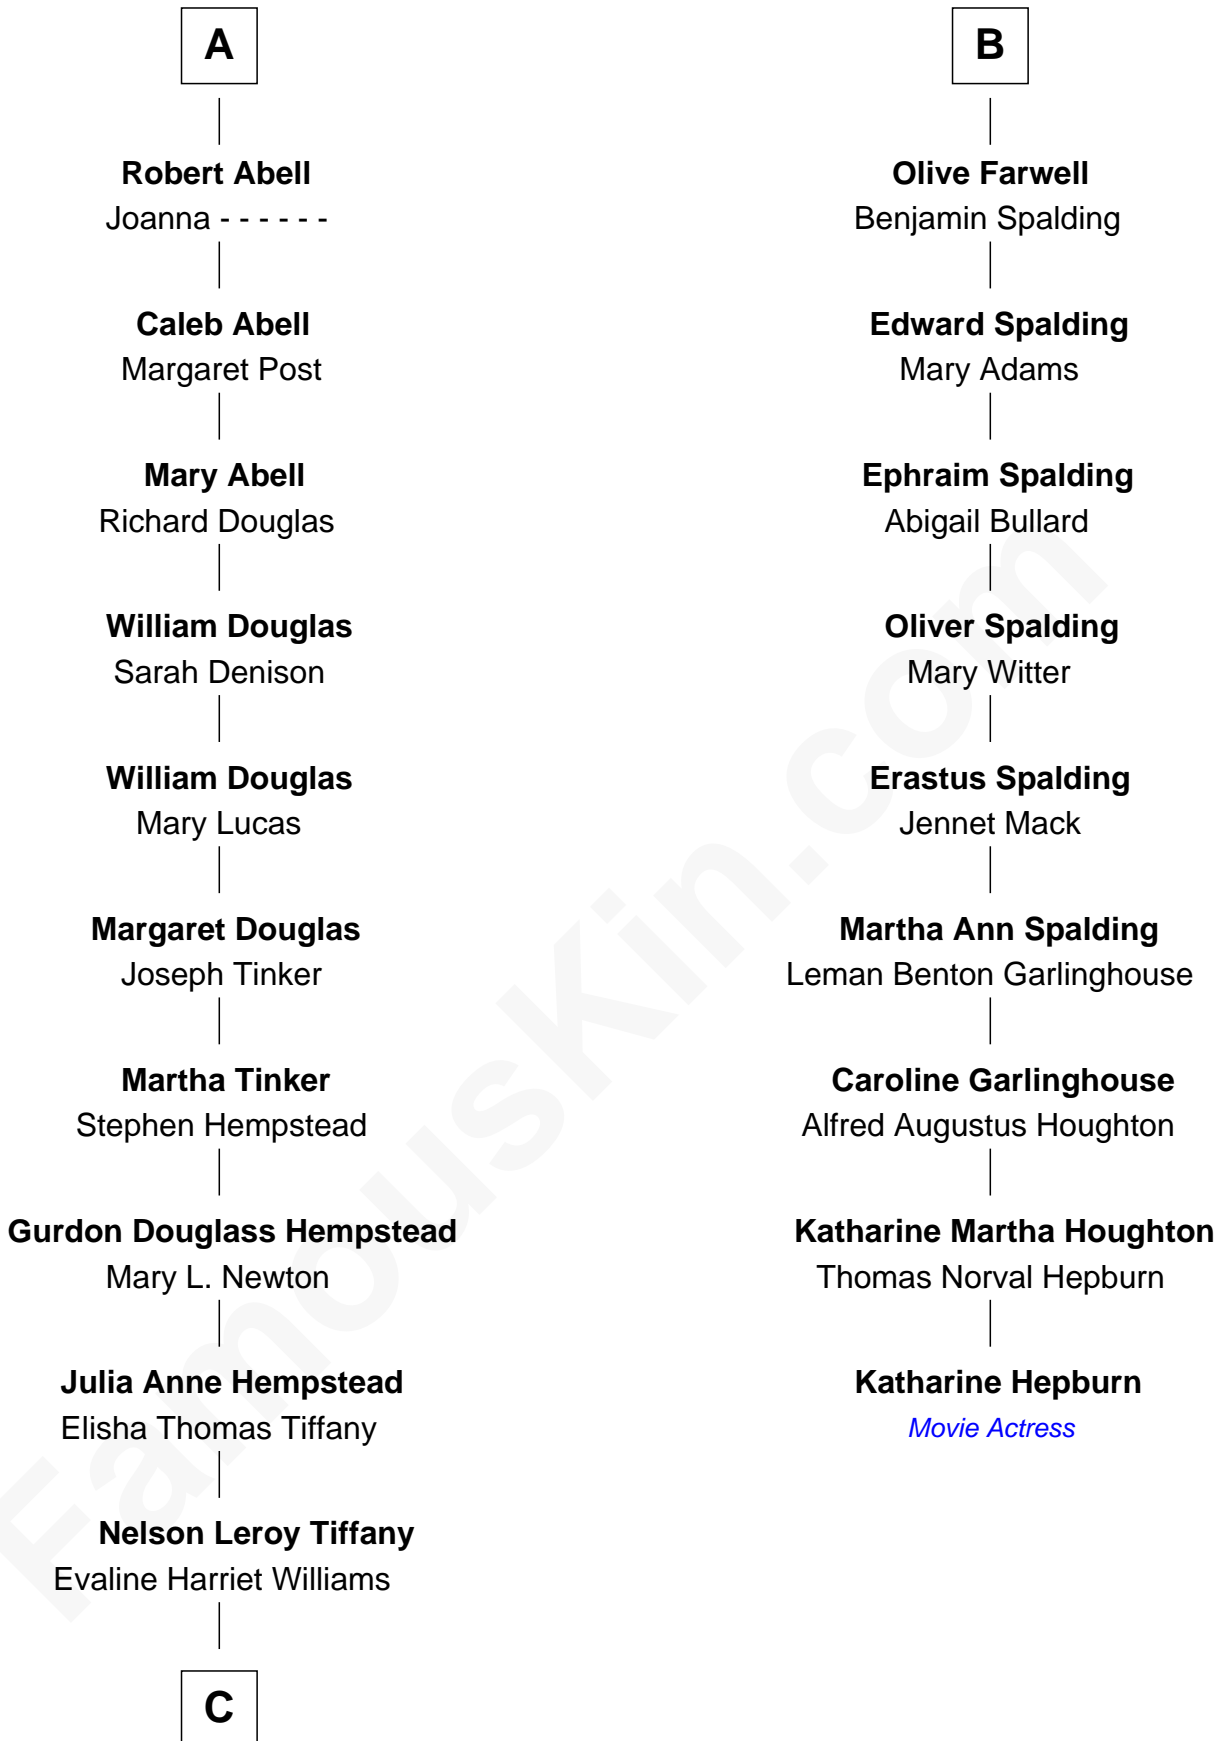 A
Robert Abell
Joanna - - - - - -
Caleb Abell
Margaret Post
Mary Abell
Richard Douglas
William Douglas
Sarah Denison
William Douglas
Mary Lucas
Margaret Douglas
Joseph Tinker
Martha Tinker
Stephen Hempstead
Gurdon Douglass Hempstead
Mary L. Newton
Julia Anne Hempstead
Elisha Thomas Tiffany
Nelson Leroy Tiffany
Evaline Harriet Williams
C
B
Olive Farwell
Benjamin Spalding
Edward Spalding
Mary Adams
Ephraim Spalding
Abigail Bullard
Oliver Spalding
Mary Witter
Erastus Spalding
Jennet Mack
Martha Ann Spalding
Leman Benton Garlinghouse
Caroline Garlinghouse
Alfred Augustus Houghton
Katharine Martha Houghton
Thomas Norval Hepburn
Katharine Hepburn
Movie Actress
FamousKin.com